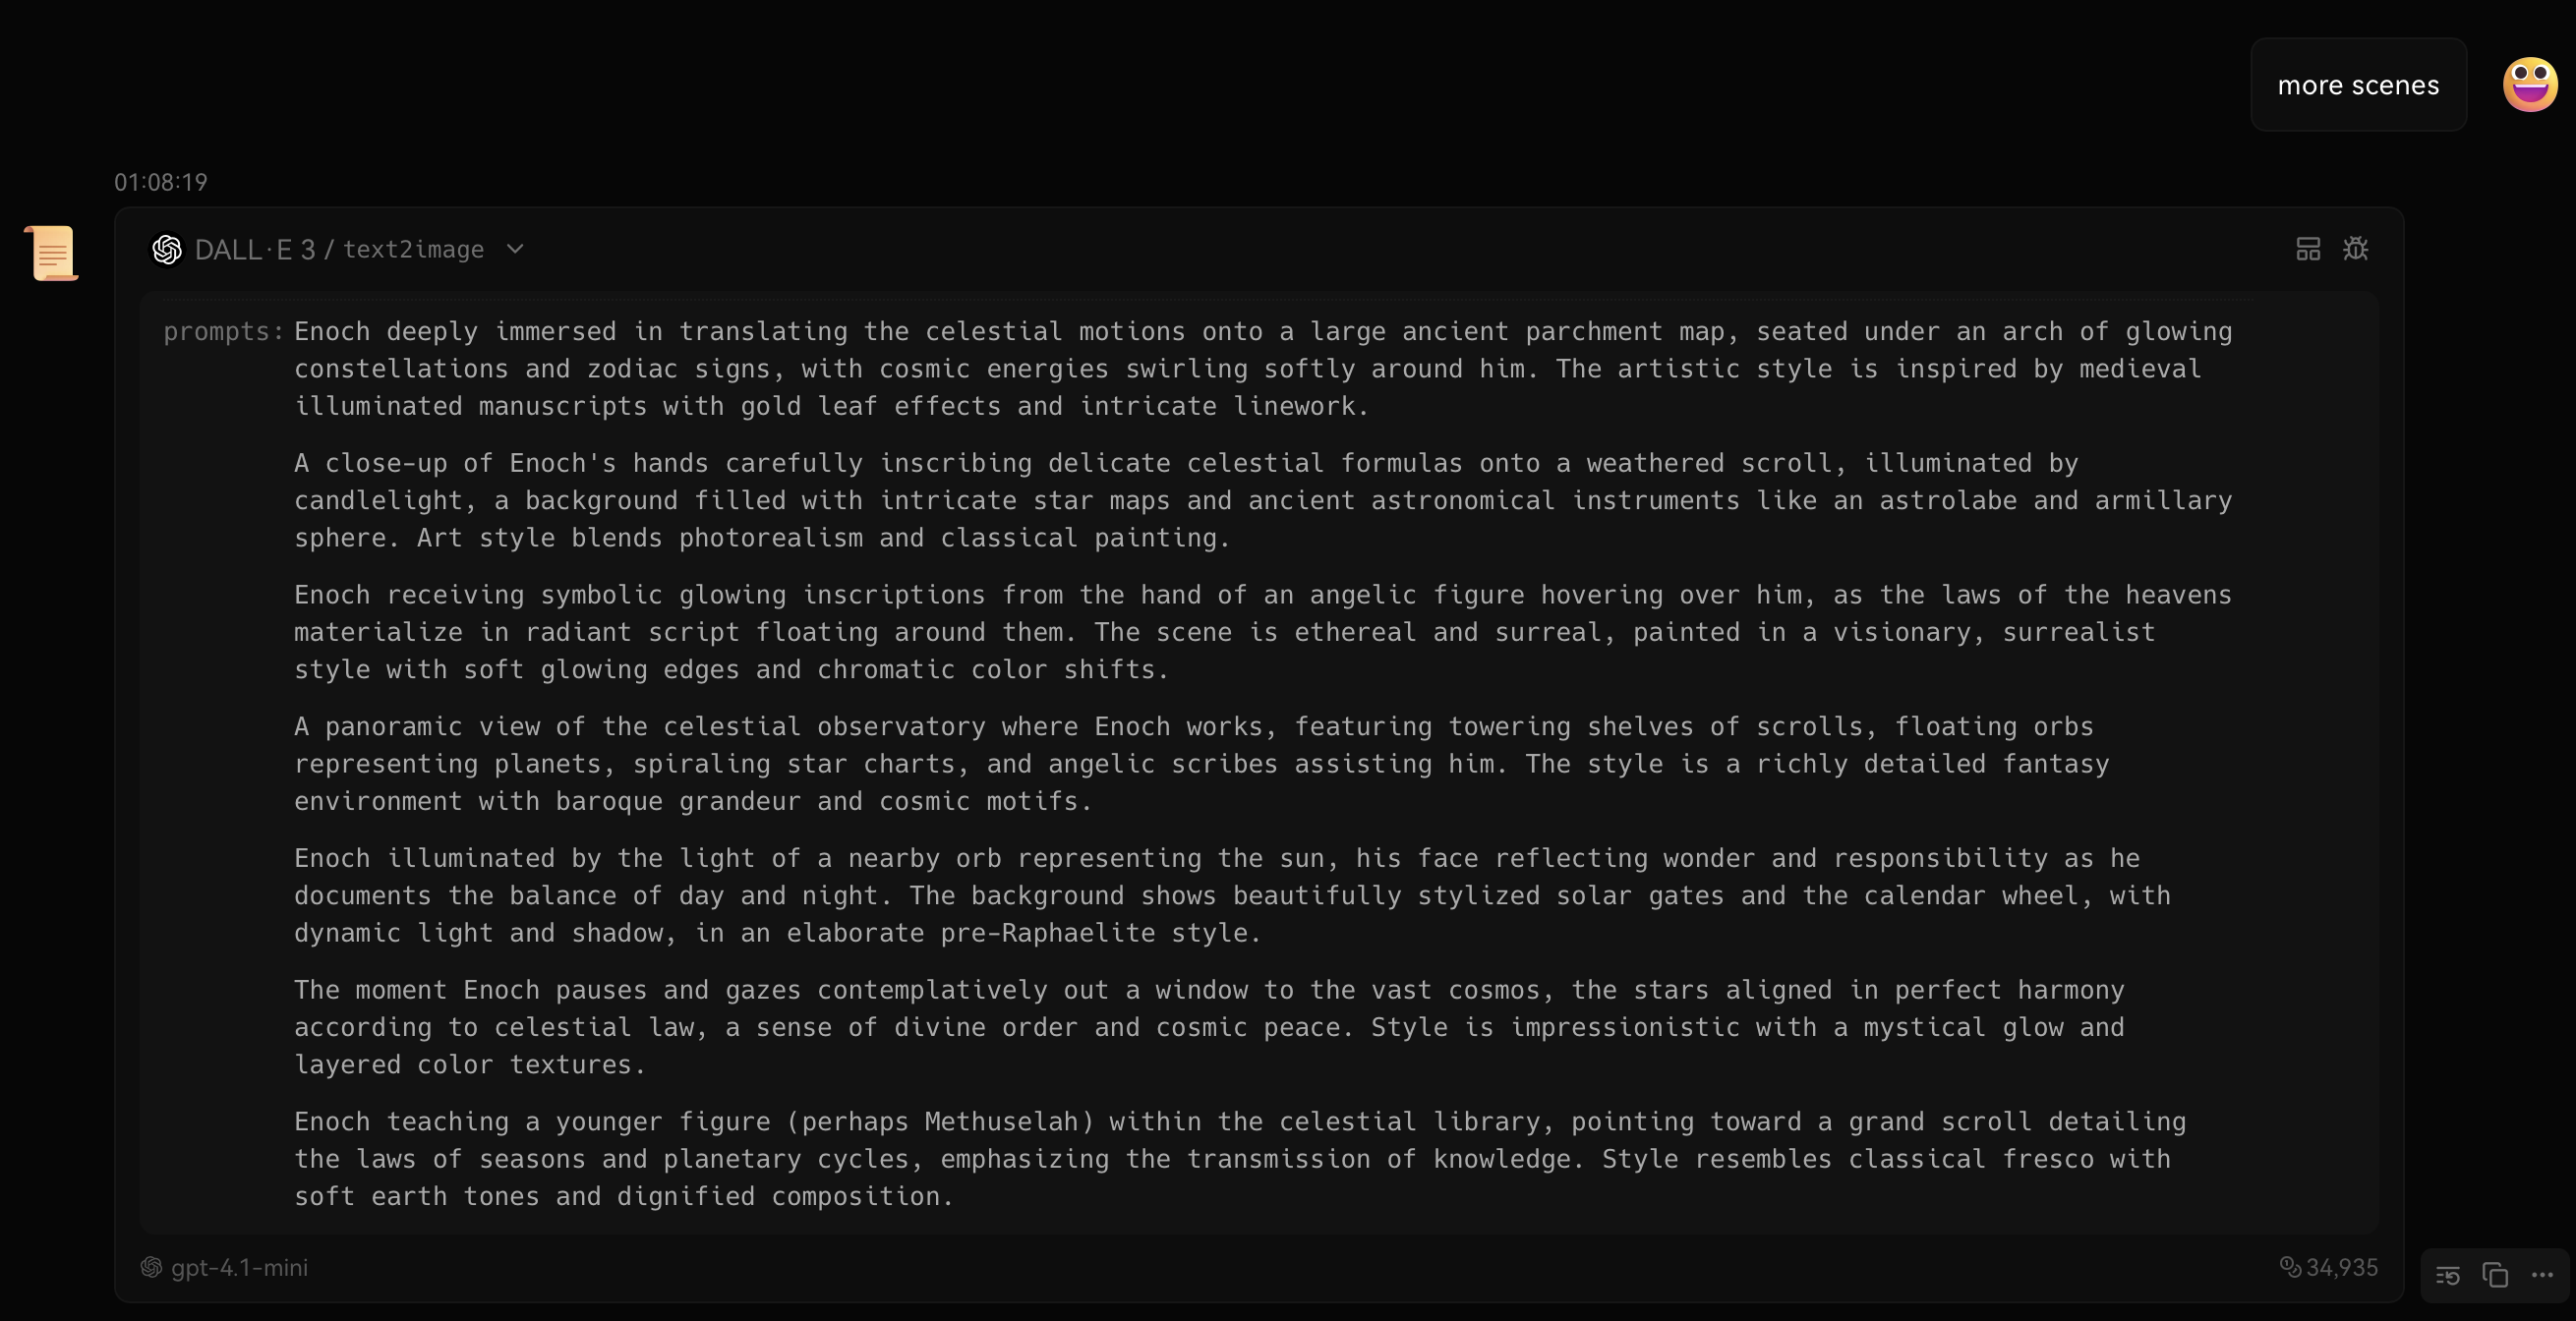 more scenes
01:08:19
DALL·E 3 / text2image
prompts: Enoch deeply immersed in translating the celestial motions onto a large ancient parchment map, seated under an arch of glowing
constellations and zodiac signs, with cosmic energies swirling softly around him. The artistic style is inspired by medieval
illuminated manuscripts with gold leaf effects and intricate linework.
A close-up of Enoch's hands carefully inscribing delicate celestial formulas onto a weathered scroll, illuminated by
candlelight, a background filled with intricate star maps and ancient astronomical instruments like an astrolabe and armillary
sphere. Art style blends photorealism and classical painting.
Enoch receiving symbolic glowing inscriptions from the hand of an angelic figure hovering over him, as the laws of the heavens
materialize in radiant script floating around them. The scene is ethereal and surreal, painted in a visionary, surrealist
style with soft glowing edges and chromatic color shifts.
A panoramic view of the celestial observatory where Enoch works, featuring towering shelves of scrolls, floating orbs
representing planets, spiraling star charts, and angelic scribes assisting him. The style is a richly detailed fantasy
environment with baroque grandeur and cosmic motifs.
Enoch illuminated by the light of a nearby orb representing the sun, his face reflecting wonder and responsibility as he
documents the balance of day and night. The background shows beautifully stylized solar gates and the calendar wheel, with
dynamic light and shadow, in an elaborate pre-Raphaelite style.
The moment Enoch pauses and gazes contemplatively out a window to the vast cosmos, the stars aligned in perfect harmony
according to celestial law, a sense of divine order and cosmic peace. Style is impressionistic with a mystical glow and
layered color textures.
Enoch teaching a younger figure (perhaps Methuselah) within the celestial library, pointing toward a grand scroll detailing
the laws of seasons and planetary cycles, emphasizing the transmission of knowledge. Style resembles classical fresco with
soft earth tones and dignified composition.
gpt-4.1-mini
34,935